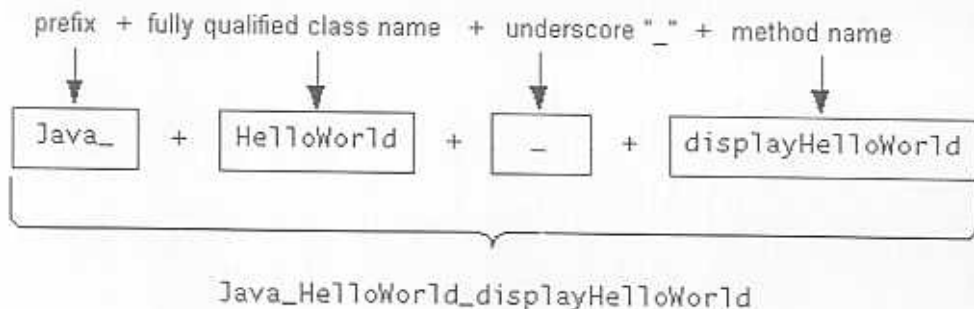 prefix + fully qualified class name + underscore "_" + method name
Java_ + HelloWorld + _ + displayHelloWorld
Java_HelloWorld_displayHelloWorld